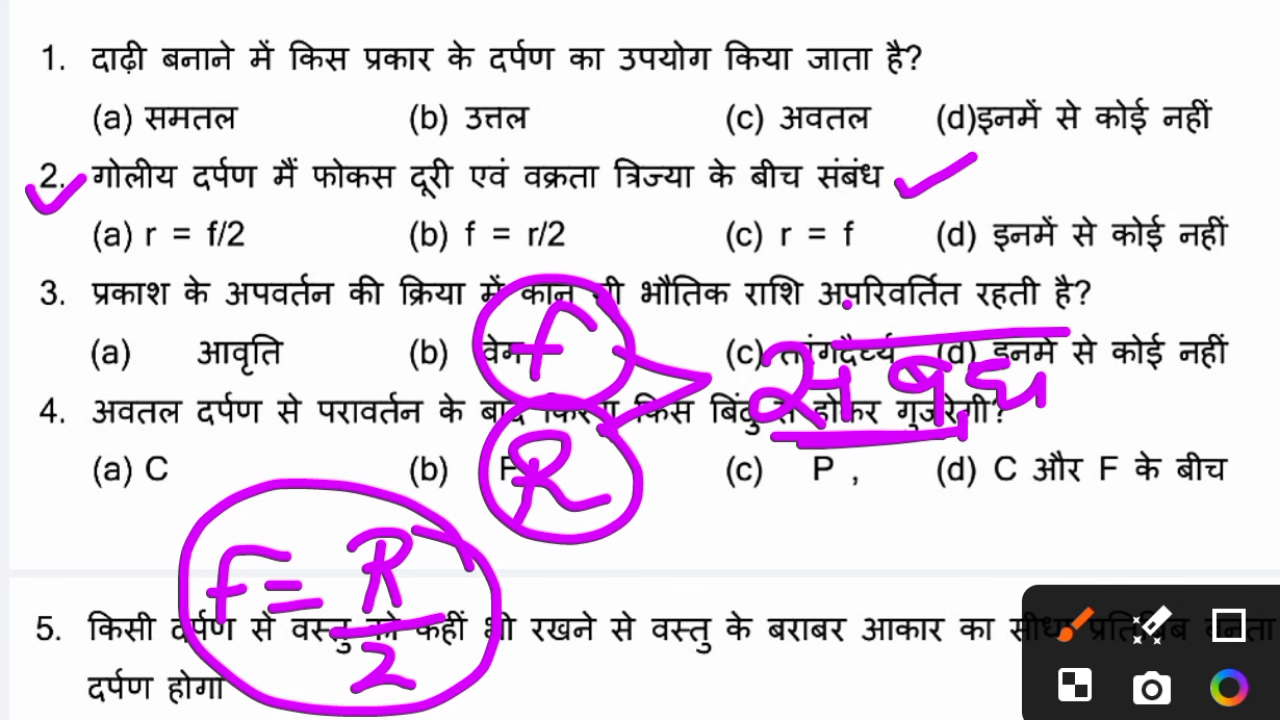 1. दाढ़ी बनाने में किस प्रकार के दर्पण का उपयोग किया जाता है?
(a) समतल (b) उत्तल (c) अवतल (d)इनमें से कोई नहीं
2. गोलीय दर्पण मैं फोकस दूरी एवं वक्रता त्रिज्या के बीच संबंध
(a) r = f/2 (b) f = r/2 (c) r = f (d) इनमें से कोई नहीं
3. प्रकाश के अपवर्तन की क्रिया में भौतिक राशि अपरिवर्तित रहती है?
(a) आवृति (b) वेग (c) (d) इनमें से कोई नहीं
f
संबंध
4. अवतल दर्पण से परावर्तन के बाद किस बिंदु से होकर गुजरेगी?
(a) C (b) F (c) P , (d) C और F के बीच
R
F = R/2
5. किसी दर्पण से वस्तु को कहीं भी रखने से वस्तु के बराबर आकार का सीधा प्रतिबिंब बनता
दर्पण होगा